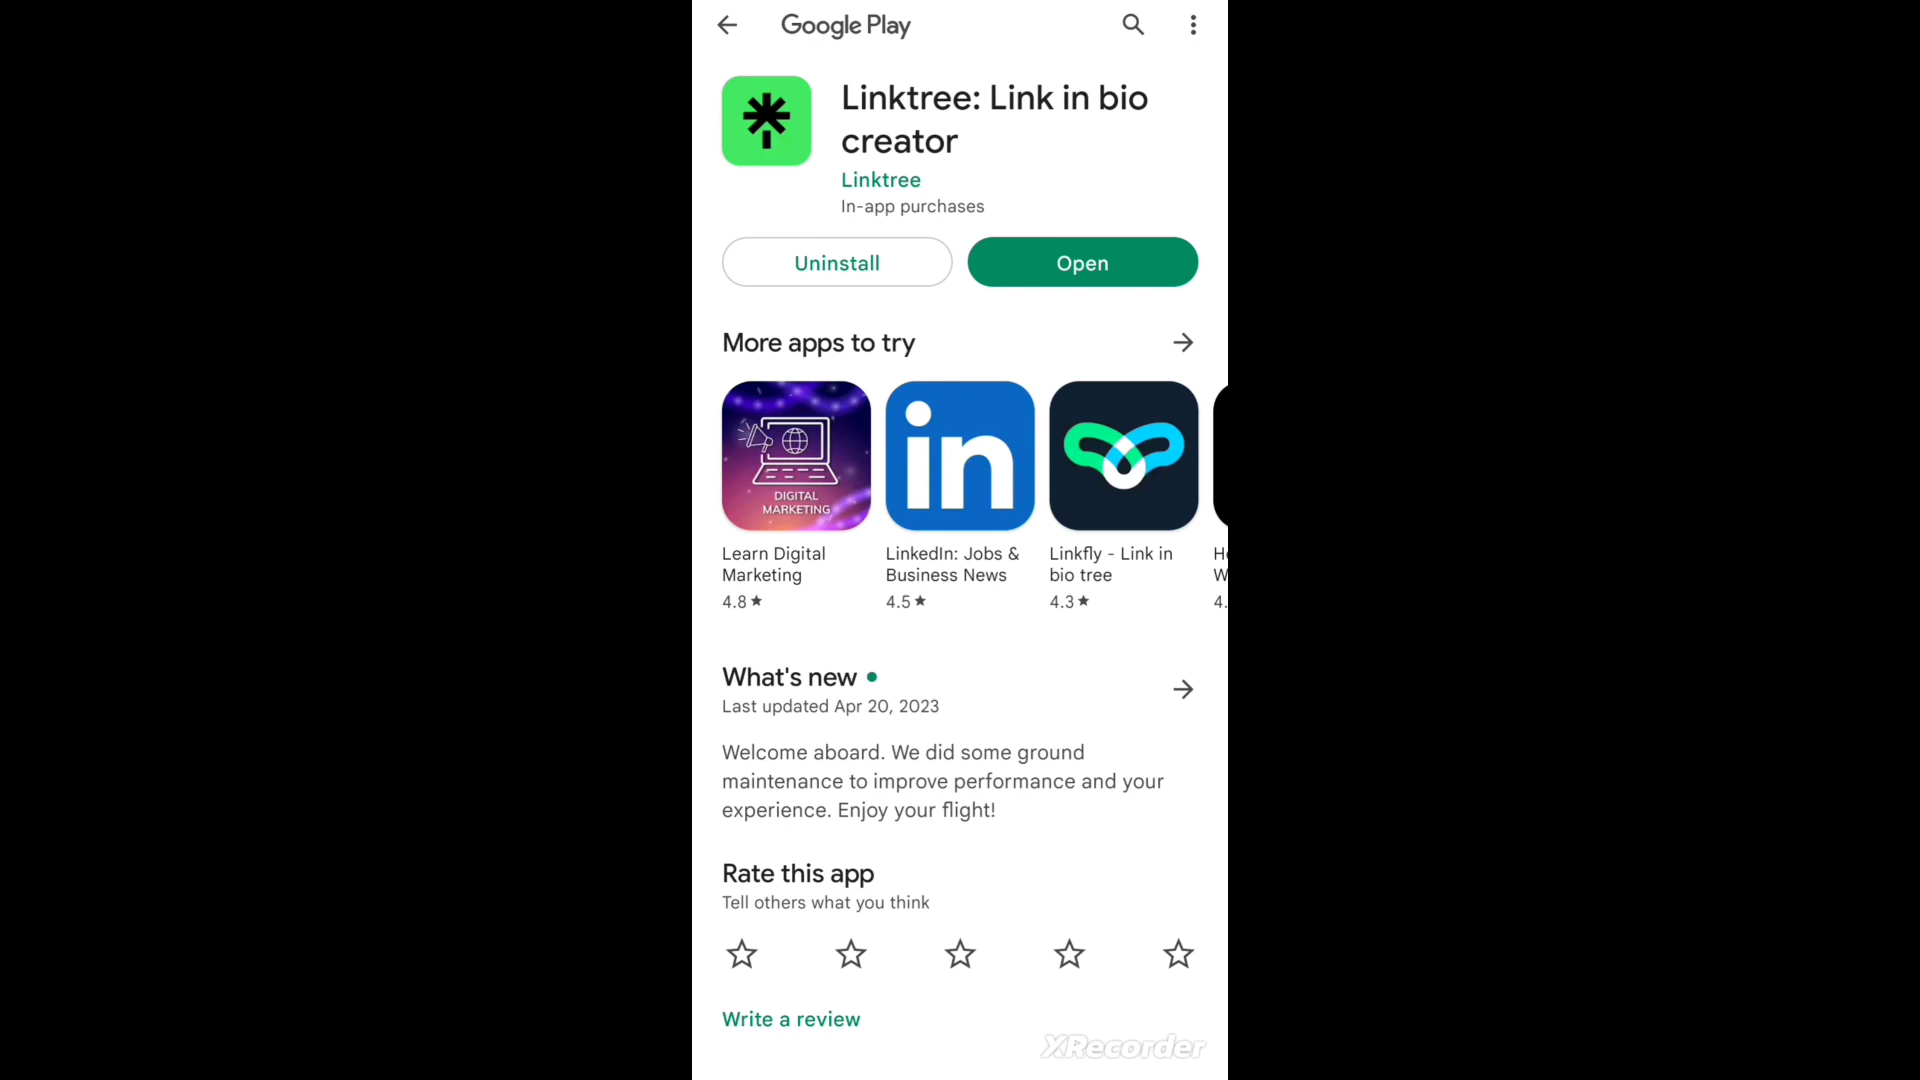 Google Play
Linktree: Link in bio
creator
Linktree
In-app purchases
Uninstall
Open
More apps to try
DIGITAL
MARKETING
in
Learn Digital
Marketing
4.8★
LinkedIn: Jobs &
Business News
4.5★
Linkfly - Link in
bio tree
4.3★
4.
What's new
Last updated Apr 20, 2023
Welcome aboard. We did some ground
maintenance to improve performance and your
experience. Enjoy your flight!
Rate this app
Tell others what you think
Write a review
XRecorder